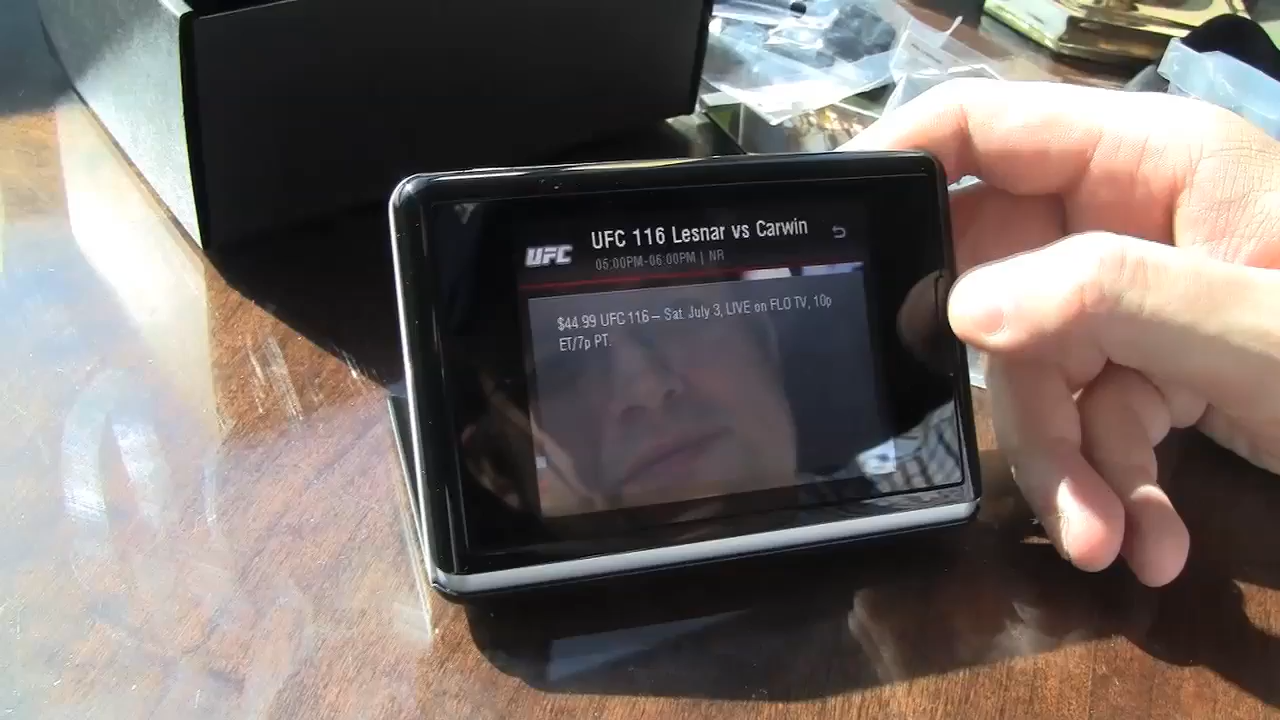 UFC 116 Lesnar vs Carwin
UFC
05:00PM-06:00PM | NR
$44.99 UFC 116 – Sat. July 3, LIVE on FLO TV, 10p
ET/7p PT.